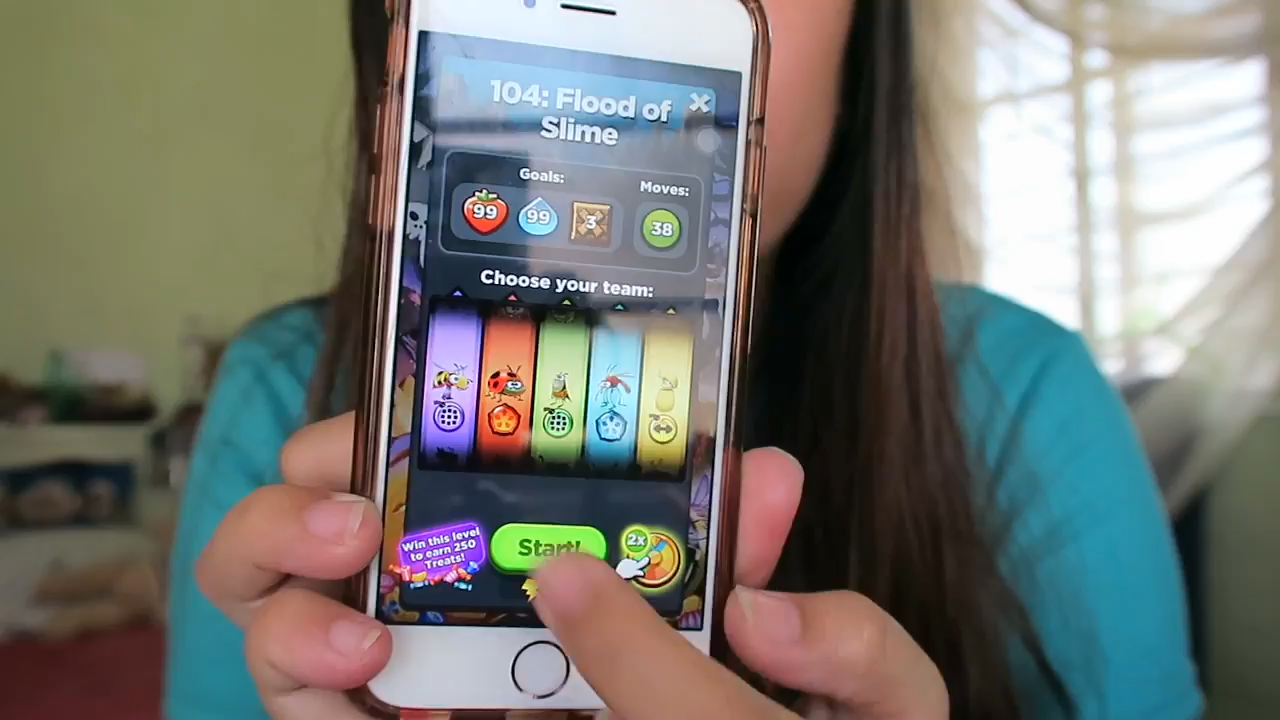 104: Flood of
Slime
Goals:
Moves:
99
99
3
38
Choose your team:
Win this level
to earn 250
Treats!
Start!
2x